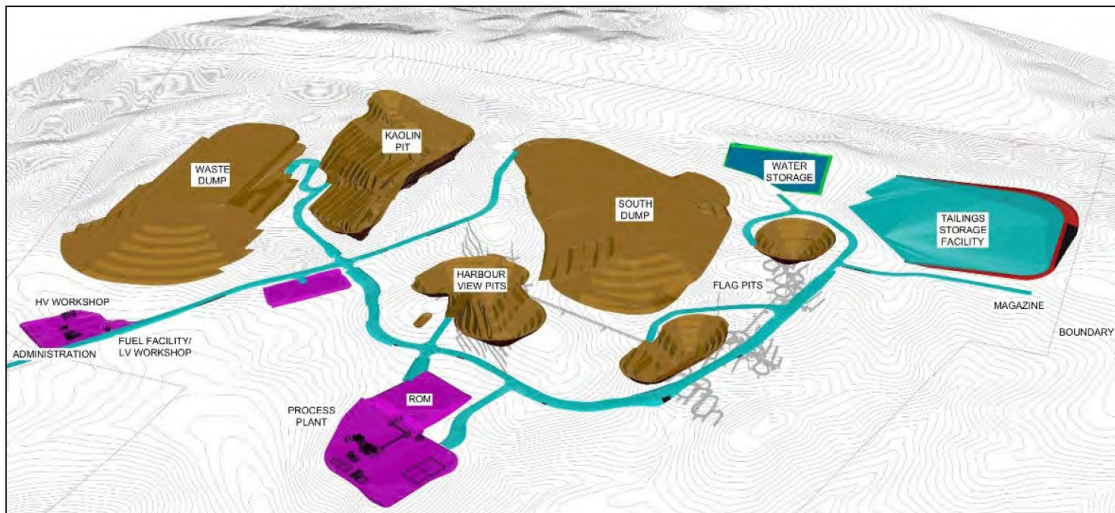 KAOLIN
PIT
WASTE
DUMP
WATER
STORAGE
SOUTH
DUMP
TAILINGS
STORAGE
FACILITY
HARBOUR
VIEW PITS
FLAG PITS
MAGAZINE
HV WORKSHOP
BOUNDARY
FUEL FACILITY/
LV WORKSHOP
ADMINISTRATION
ROM
PROCESS
PLANT